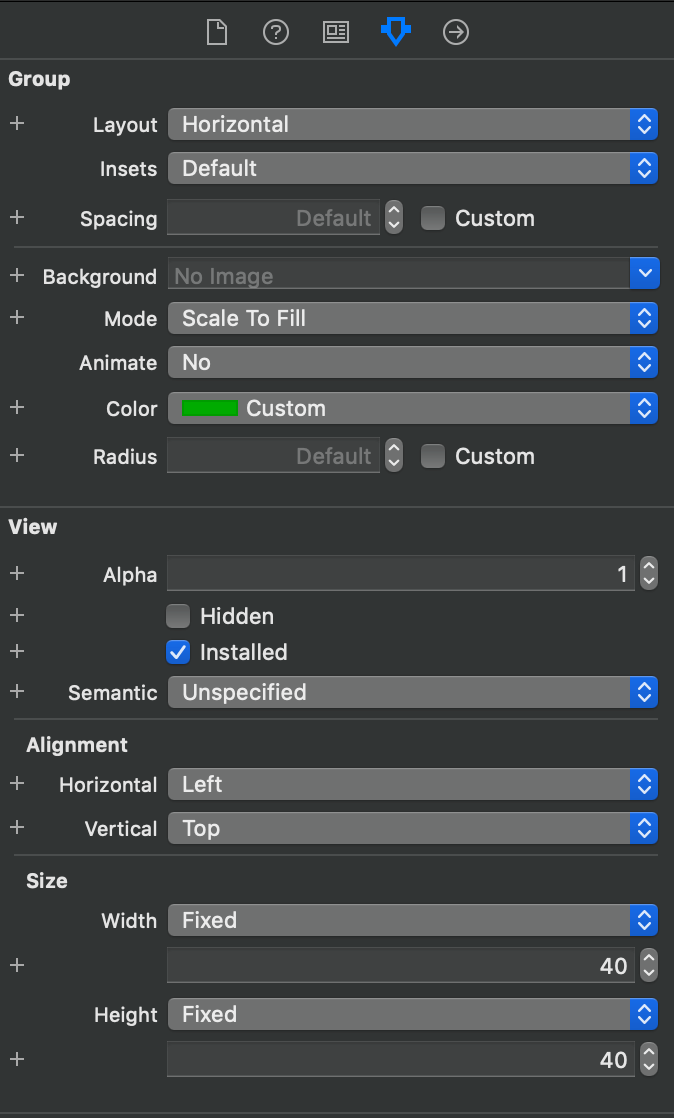 Group
Layout Horizontal
Insets Default
Spacing Default Custom
Background No Image
Mode Scale To Fill
Animate No
Color Custom
Radius Default Custom
View
Alpha 1
Hidden
Installed
Semantic Unspecified
Alignment
Horizontal Left
Vertical Top
Size
Width Fixed
40
Height Fixed
40